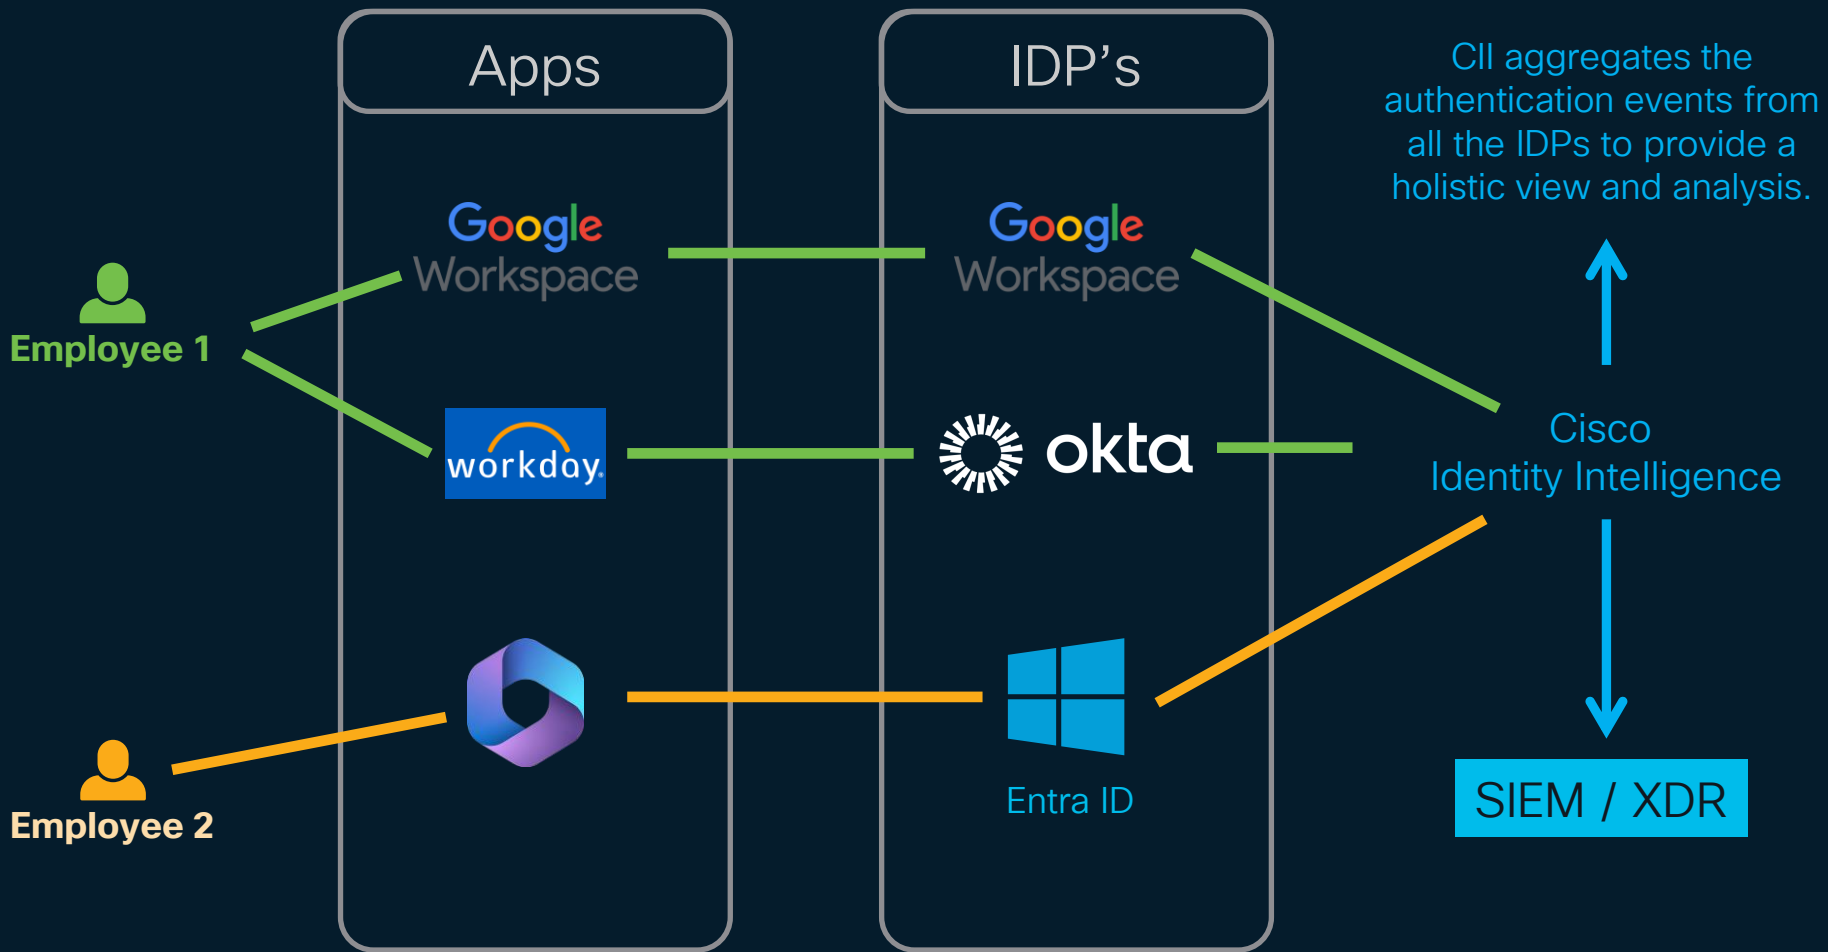 Apps
IDP's
CII aggregates the
authentication events from
all the IDPs to provide a
holistic view and analysis.
Google
Workspace
Google
Workspace
Employee 1
workday.
okta
Cisco
Identity Intelligence
Entra ID
SIEM / XDR
Employee 2